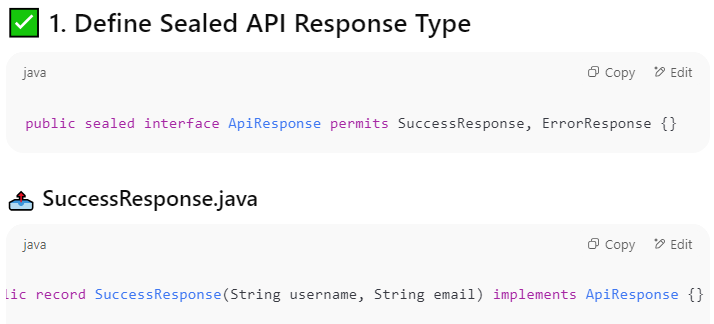 ✅ 1. Define Sealed API Response Type
java Copy Edit
public sealed interface ApiResponse permits SuccessResponse, ErrorResponse {}
📤 SuccessResponse.java
java Copy Edit
lic record SuccessResponse(String username, String email) implements ApiResponse {}